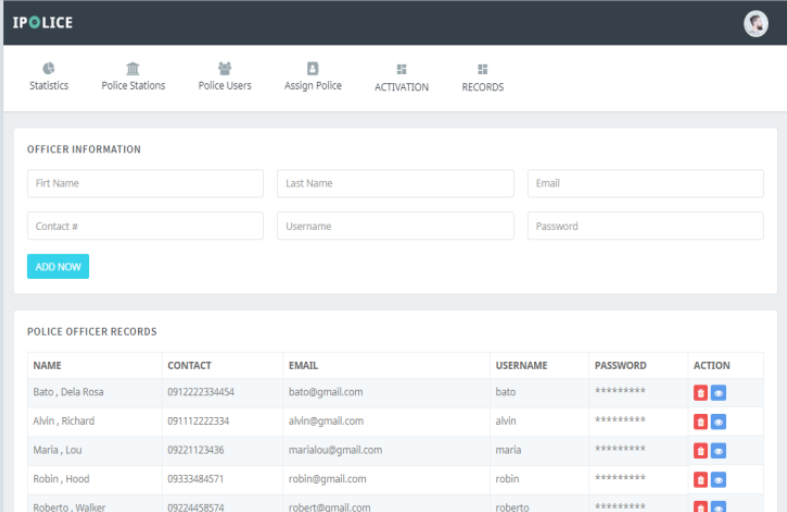 IPOLICE
Statistics Police Stations Police Users Assign Police ACTIVATION RECORDS
OFFICER INFORMATION
Firt Name Last Name Email
Contact # Username Password
ADD NOW
POLICE OFFICER RECORDS
NAME CONTACT EMAIL USERNAME PASSWORD ACTION
Bato , Dela Rosa 0912222334454 bato@gmail.com bato *********
Alvin , Richard 091112222334 alvin@gmail.com alvin *********
Maria , Lou 09221123436 marialou@gmail.com maria *********
Robin , Hood 09333484571 robin@gmail.com robin *********
Roberto , Walker 09224458574 robert@gmail.com roberto *********